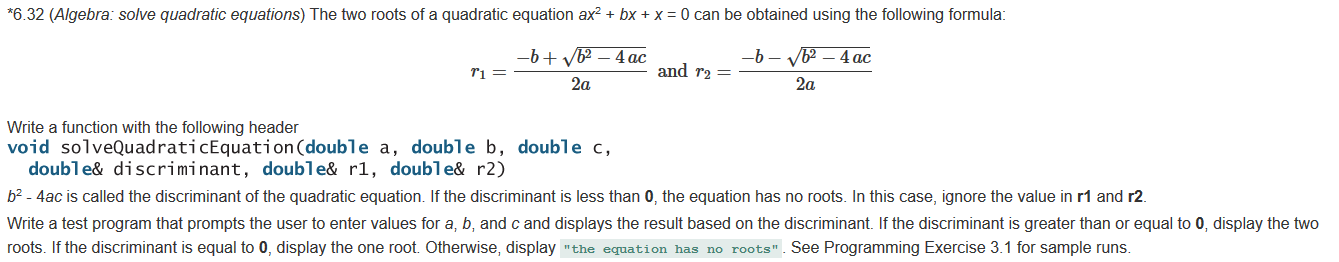 *6.32 (Algebra: solve quadratic equations) The two roots of a quadratic equation ax² + bx + x = 0 can be obtained using the following formula:
r₁ = (−b + √(b² − 4ac)) / 2a and r₂ = (−b − √(b² − 4ac)) / 2a
Write a function with the following header
void solveQuadraticEquation(double a, double b, double c,
double& discriminant, double& r1, double& r2)
b² - 4ac is called the discriminant of the quadratic equation. If the discriminant is less than 0, the equation has no roots. In this case, ignore the value in r1 and r2.
Write a test program that prompts the user to enter values for a, b, and c and displays the result based on the discriminant. If the discriminant is greater than or equal to 0, display the two
roots. If the discriminant is equal to 0, display the one root. Otherwise, display "the equation has no roots". See Programming Exercise 3.1 for sample runs.